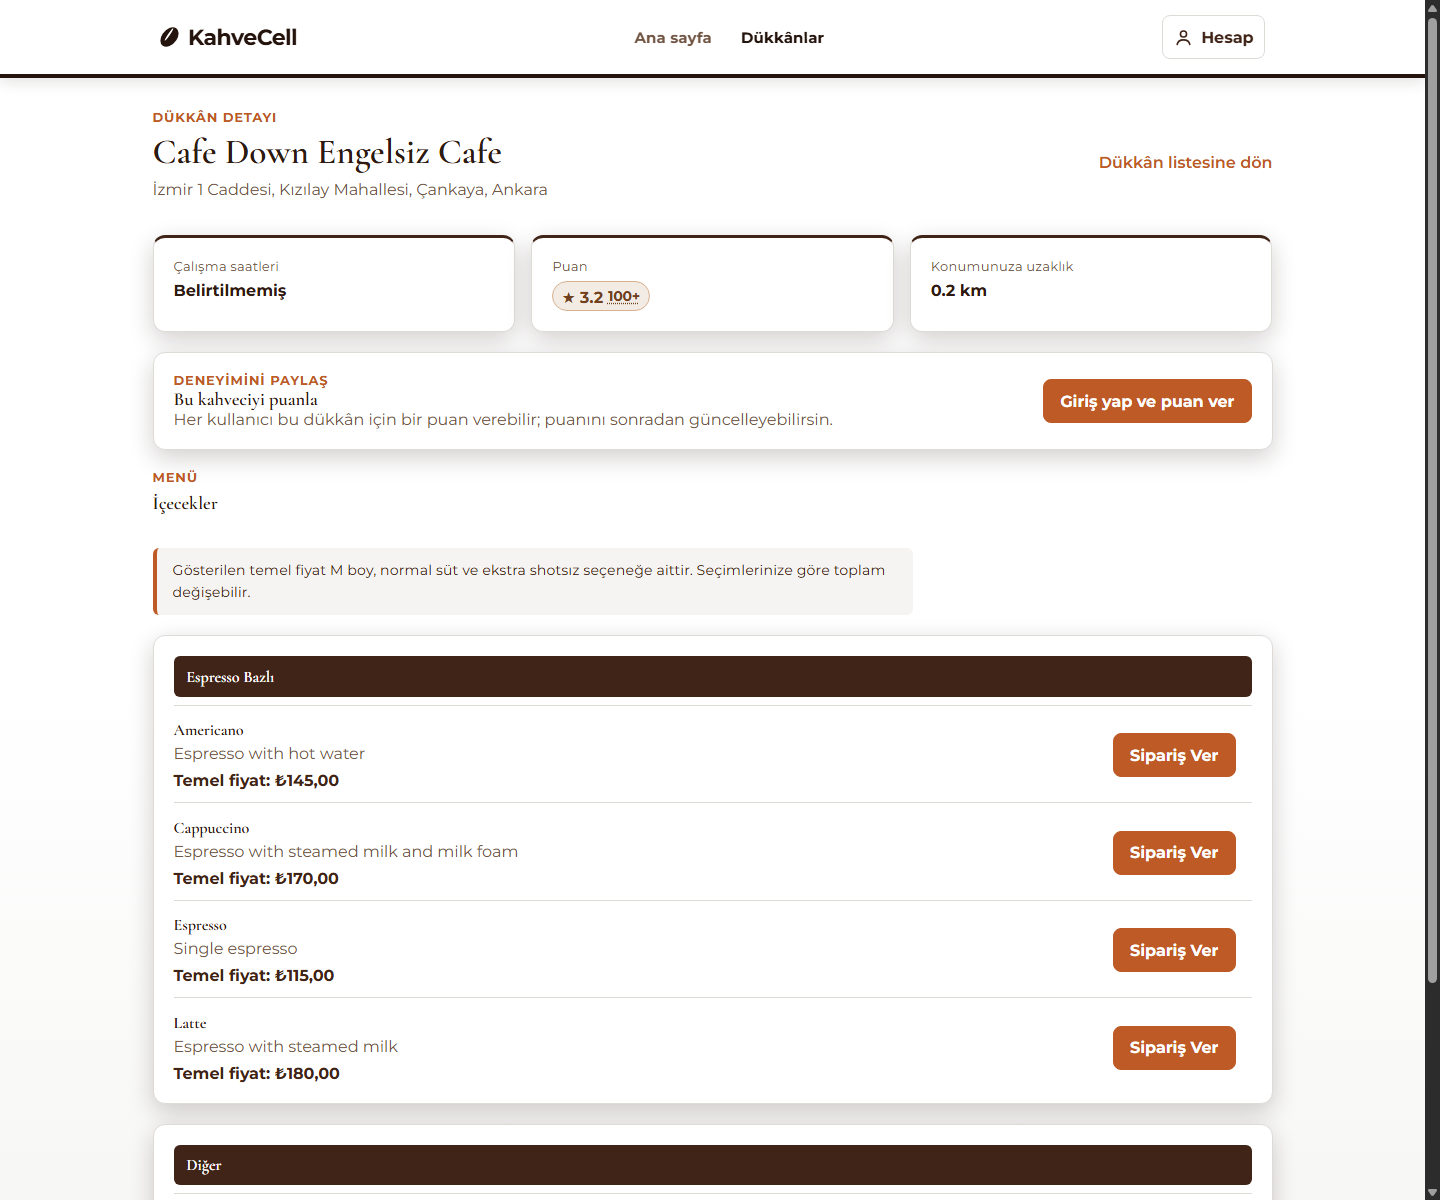 KahveCell
Ana sayfa
Dükkânlar
Hesap
DÜKKÂN DETAYI
Cafe Down Engelsiz Cafe
İzmir 1 Caddesi, Kızılay Mahallesi, Çankaya, Ankara
Dükkân listesine dön
Çalışma saatleri
Belirtilmemiş
Puan
★ 3.2 100+
Konumunuza uzaklık
0.2 km
DENEYİMİNİ PAYLAŞ
Bu kahveciyi puanla
Her kullanıcı bu dükkân için bir puan verebilir; puanını sonradan güncelleyebilirsin.
Giriş yap ve puan ver
MENÜ
İçecekler
Gösterilen temel fiyat M boy, normal süt ve ekstra shotsız seçeneğe aittir. Seçimlerinize göre toplam
değişebilir.
Espresso Bazlı
Americano
Espresso with hot water
Temel fiyat: ₺145,00
Sipariş Ver
Cappuccino
Espresso with steamed milk and milk foam
Temel fiyat: ₺170,00
Sipariş Ver
Espresso
Single espresso
Temel fiyat: ₺115,00
Sipariş Ver
Latte
Espresso with steamed milk
Temel fiyat: ₺180,00
Sipariş Ver
Diğer